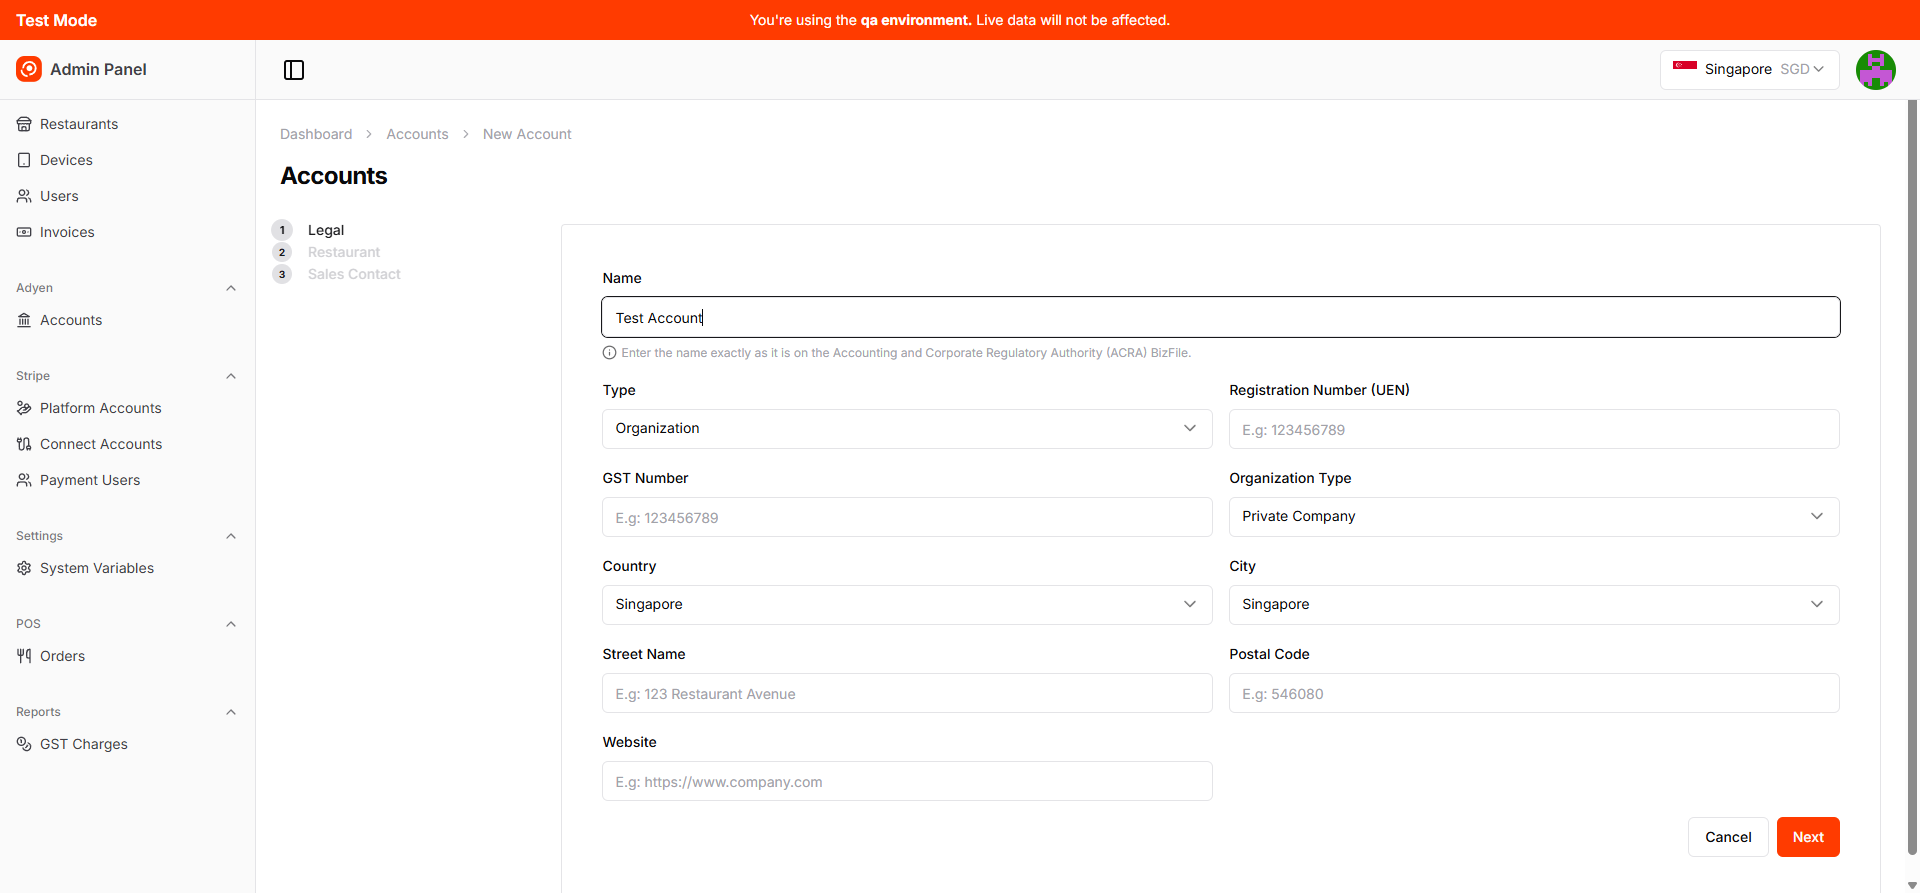 Test Mode
You're using the qa environment. Live data will not be affected.
Admin Panel
Singapore SGD
Restaurants
Devices
Users
Invoices
Adyen
Accounts
Stripe
Platform Accounts
Connect Accounts
Payment Users
Settings
System Variables
POS
Orders
Reports
GST Charges
Dashboard > Accounts > New Account
Accounts
1 Legal
2 Restaurant
3 Sales Contact
Name
Test Account
Enter the name exactly as it is on the Accounting and Corporate Regulatory Authority (ACRA) BizFile.
Type
Organization
Registration Number (UEN)
E.g: 123456789
GST Number
E.g: 123456789
Organization Type
Private Company
Country
Singapore
City
Singapore
Street Name
E.g: 123 Restaurant Avenue
Postal Code
E.g: 546080
Website
E.g: https://www.company.com
Cancel
Next